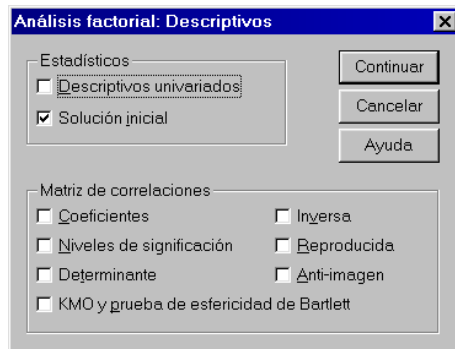 Análisis factorial: Descriptivos
Estadísticos
Descriptivos univariados
Solución inicial
Continuar
Cancelar
Ayuda
Matriz de correlaciones
Coeficientes
Inversa
Niveles de significación
Reproducida
Determinante
Anti-imagen
KMO y prueba de esfericidad de Bartlett